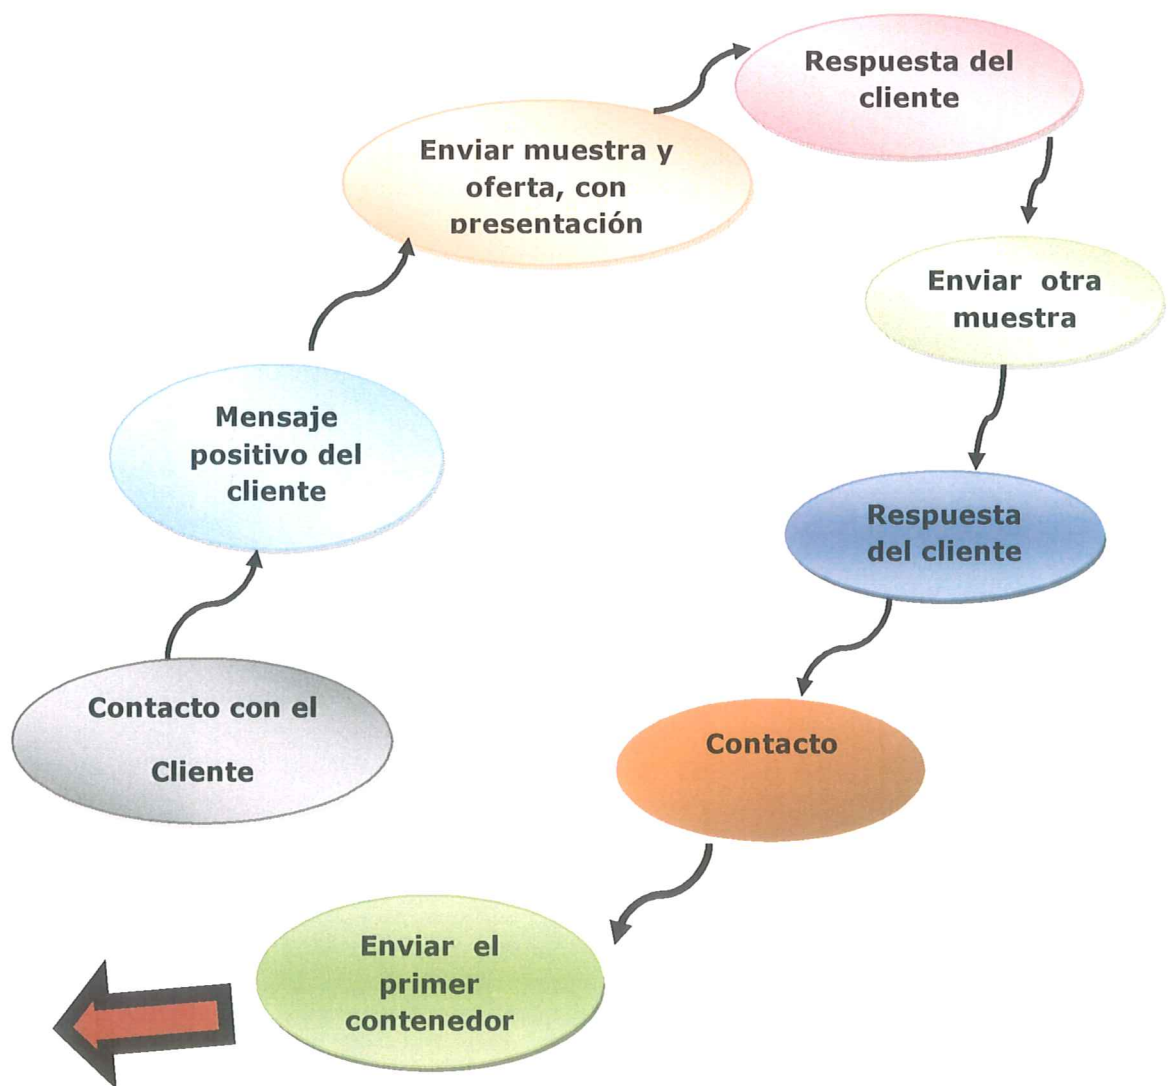 Contacto con el
Cliente
Mensaje
positivo del
cliente
Enviar muestra y
oferta, con
presentación
Respuesta del
cliente
Enviar otra
muestra
Respuesta
del cliente
Contacto
Enviar el
primer
contenedor